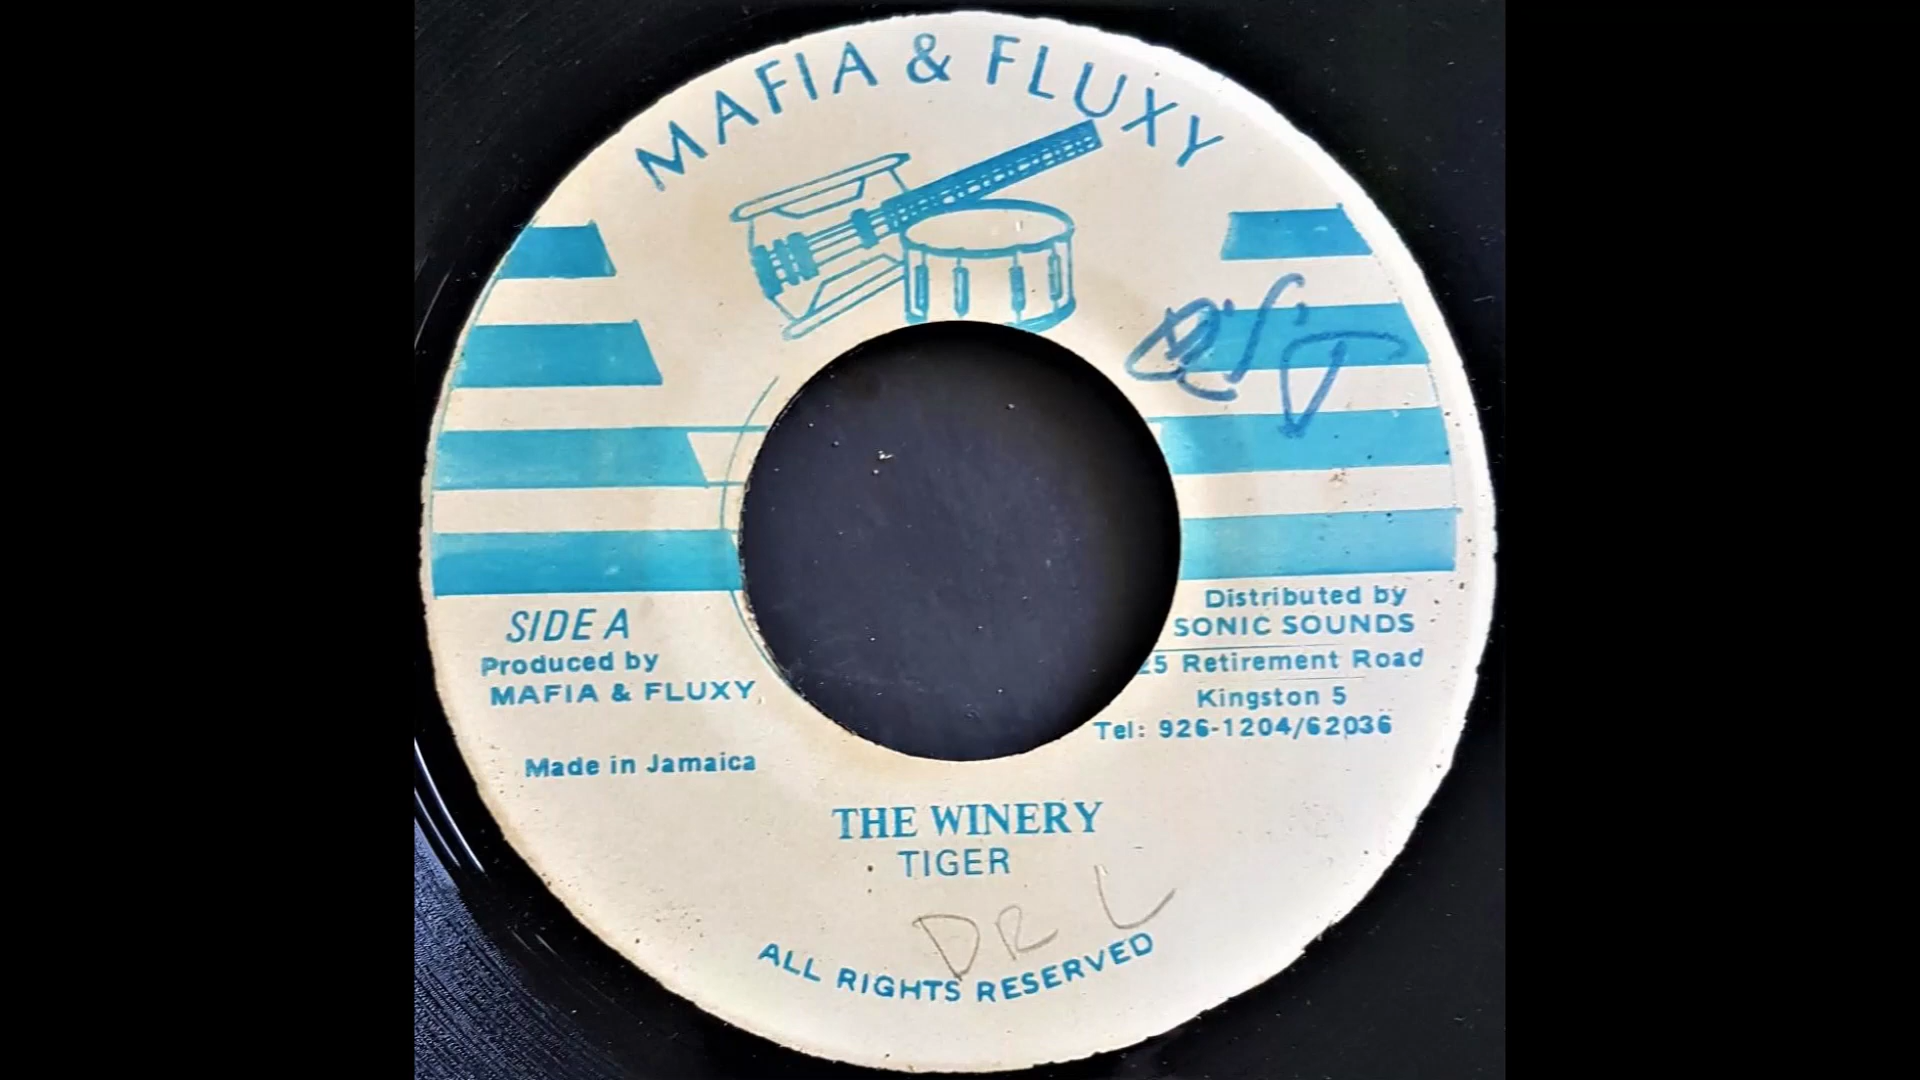 MAFIA & FLUXY
SIDE A
Produced by
MAFIA & FLUXY
Made in Jamaica
Distributed by
SONIC SOUNDS
25 Retirement Road
Kingston 5
Tel: 926-1204/62036
THE WINERY
TIGER
DR L
ALL RIGHTS RESERVED